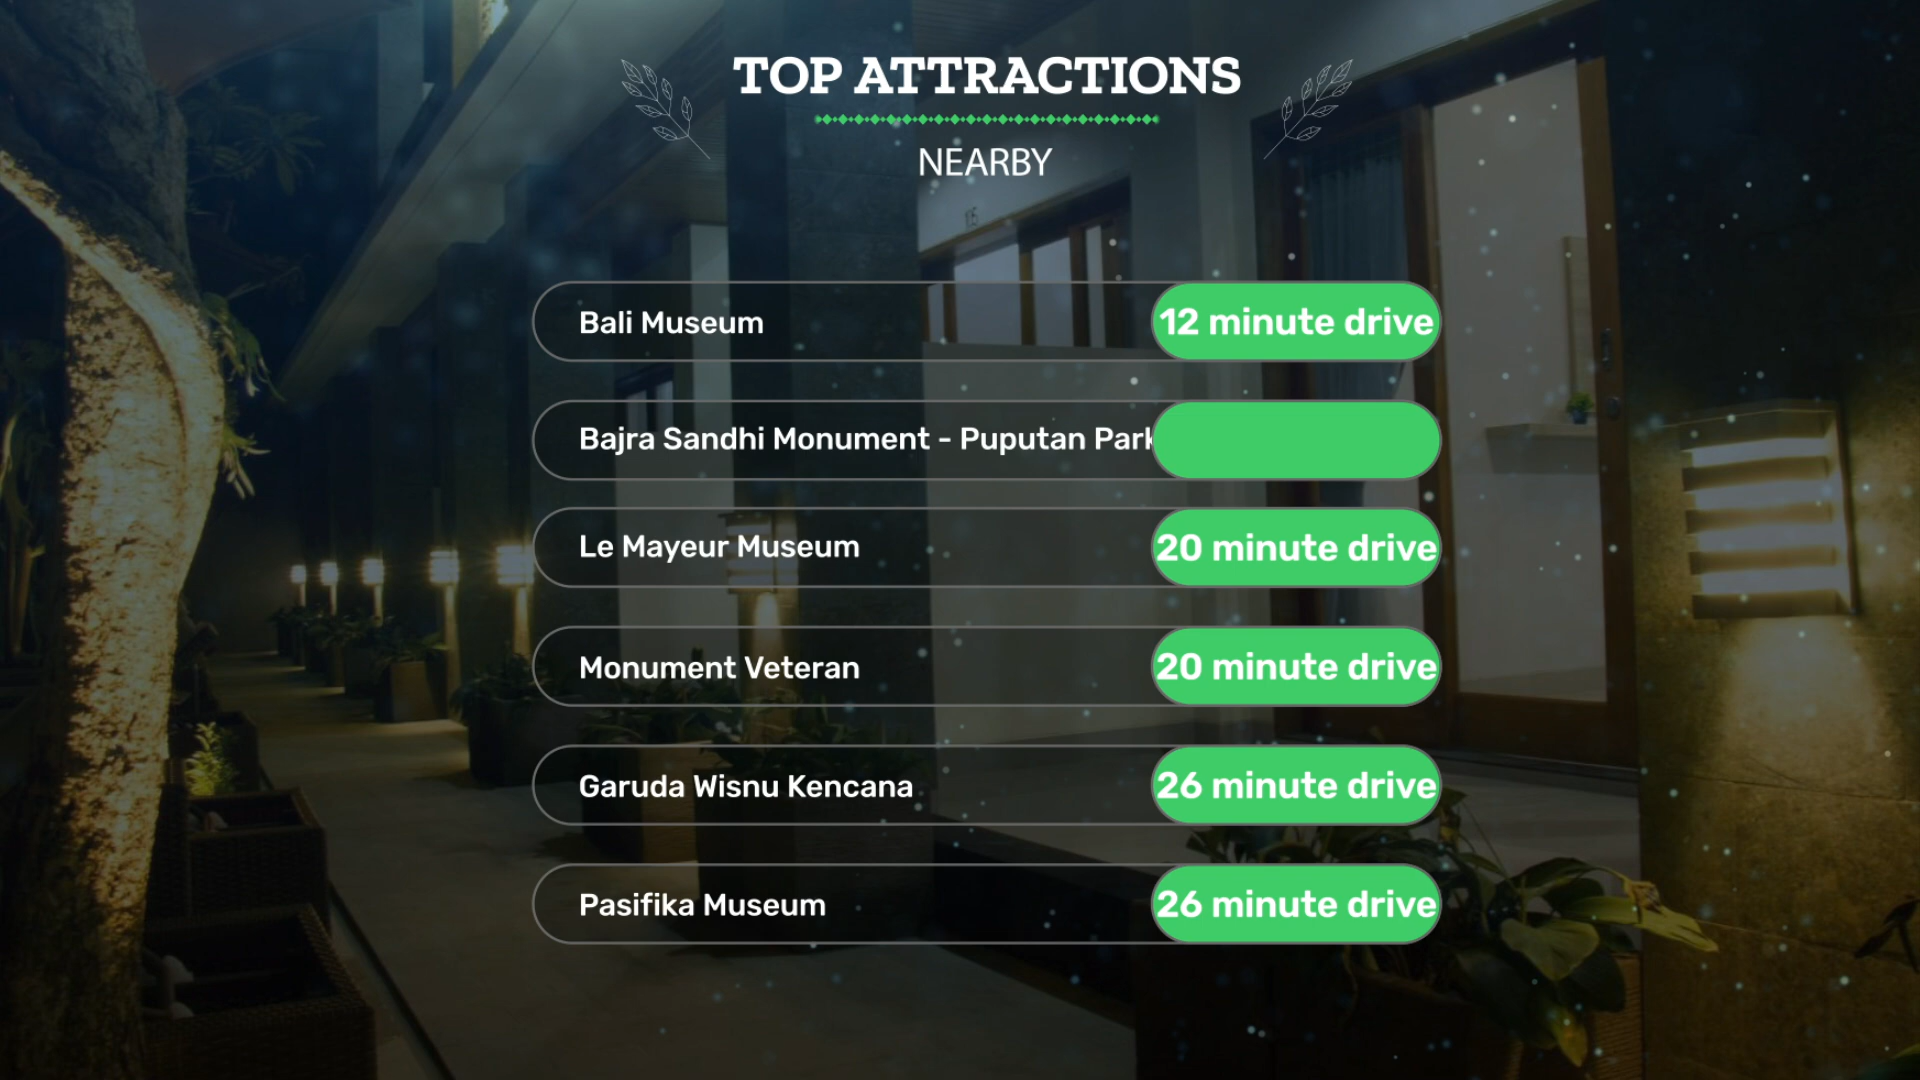 TOP ATTRACTIONS
NEARBY
15
Bali Museum
12 minute drive
Bajra Sandhi Monument - Puputan Park
Le Mayeur Museum
20 minute drive
Monument Veteran
20 minute drive
Garuda Wisnu Kencana
26 minute drive
Pasifika Museum
26 minute drive